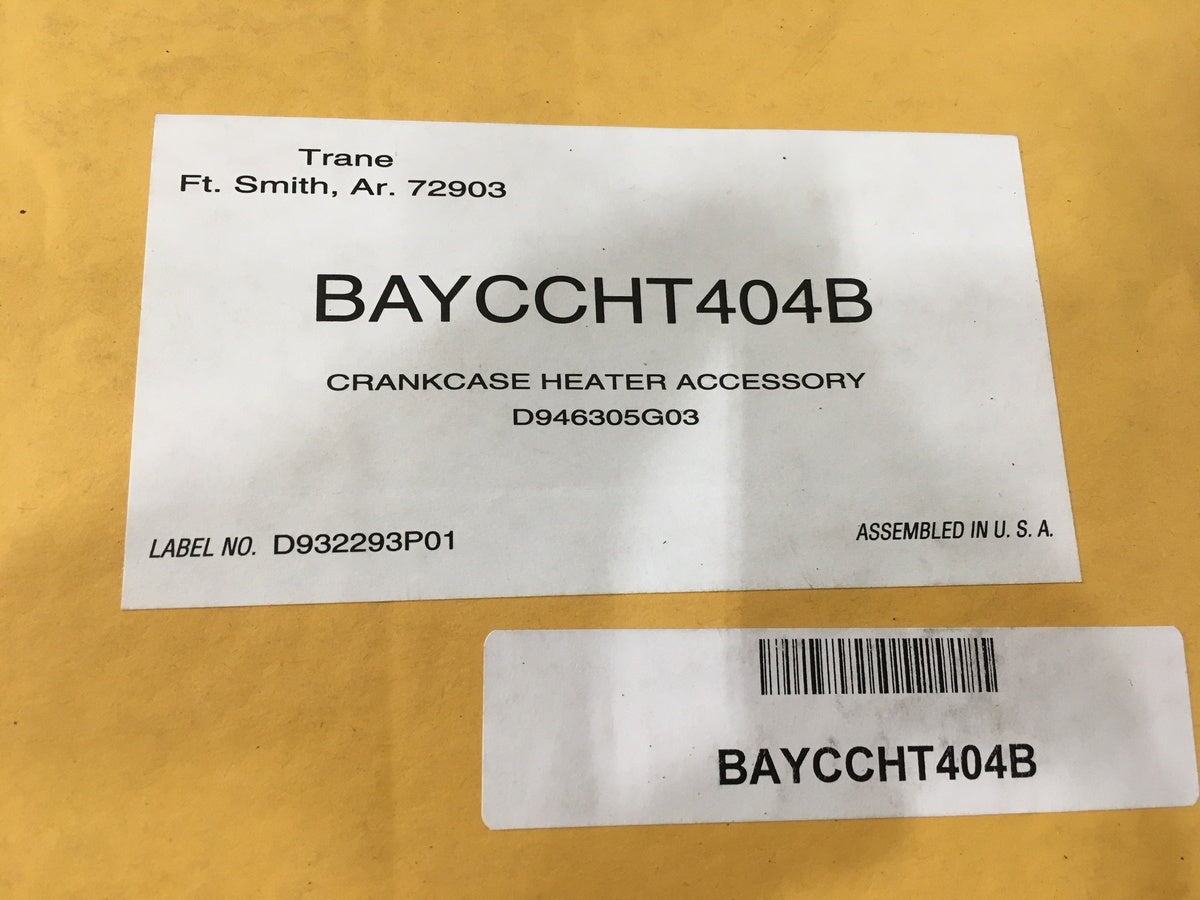 Trane
Ft. Smith, Ar. 72903
BAYCCHT404B
CRANKCASE HEATER ACCESSORY
D946305G03
LABEL NO. D932293P01
ASSEMBLED IN U. S. A.
BAYCCHT404B